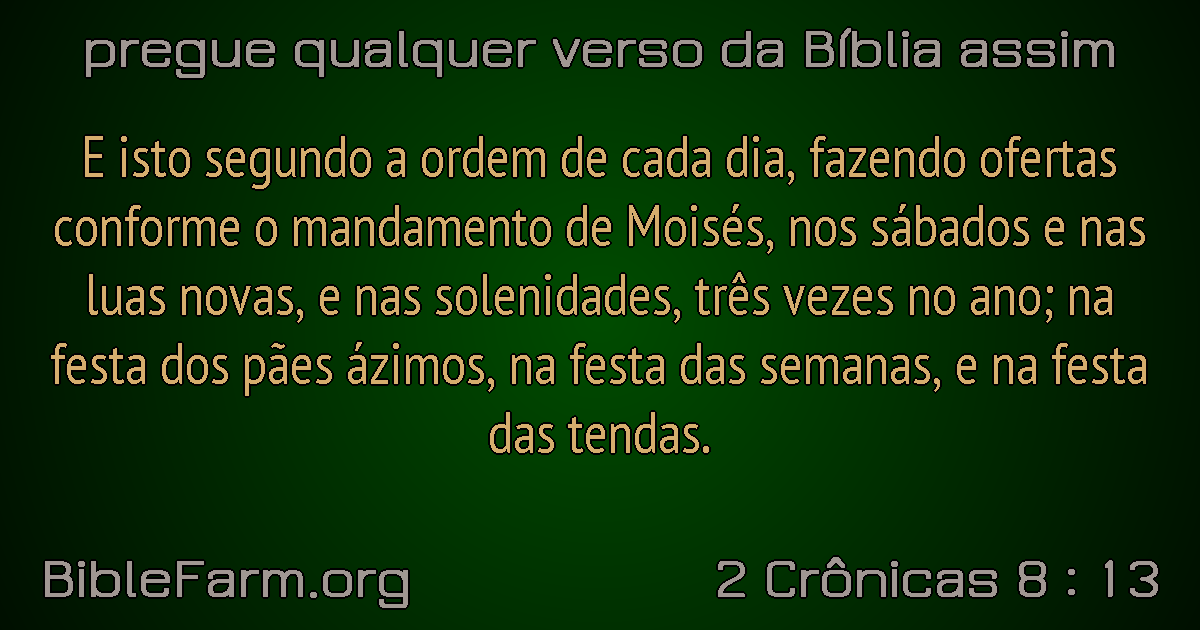 pregue qualquer verso da Bíblia assim
E isto segundo a ordem de cada dia, fazendo ofertas
conforme o mandamento de Moisés, nos sábados e nas
luas novas, e nas solenidades, três vezes no ano; na
festa dos pães ázimos, na festa das semanas, e na festa
das tendas.
BibleFarm.org
2 Crônicas 8 : 13